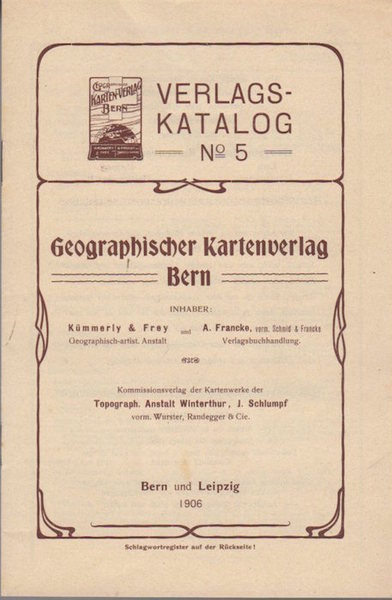 GEOGR.
KARTEN-VERLAG
BERN
VERLAGS-
KATALOG
No 5
Geographischer Kartenverlag
Bern
INHABER:
Kümmerly & Frey und A. Francke, vorm. Schmid & Francke
Geographisch-artist. Anstalt Verlagsbuchhandlung.
Kommissionsverlag der Kartenwerke der
Topograph. Anstalt Winterthur, J. Schlumpf
vorm. Wurster, Randegger & Cie.
Bern und Leipzig
1906
Schlagwortregister auf der Rückseite!